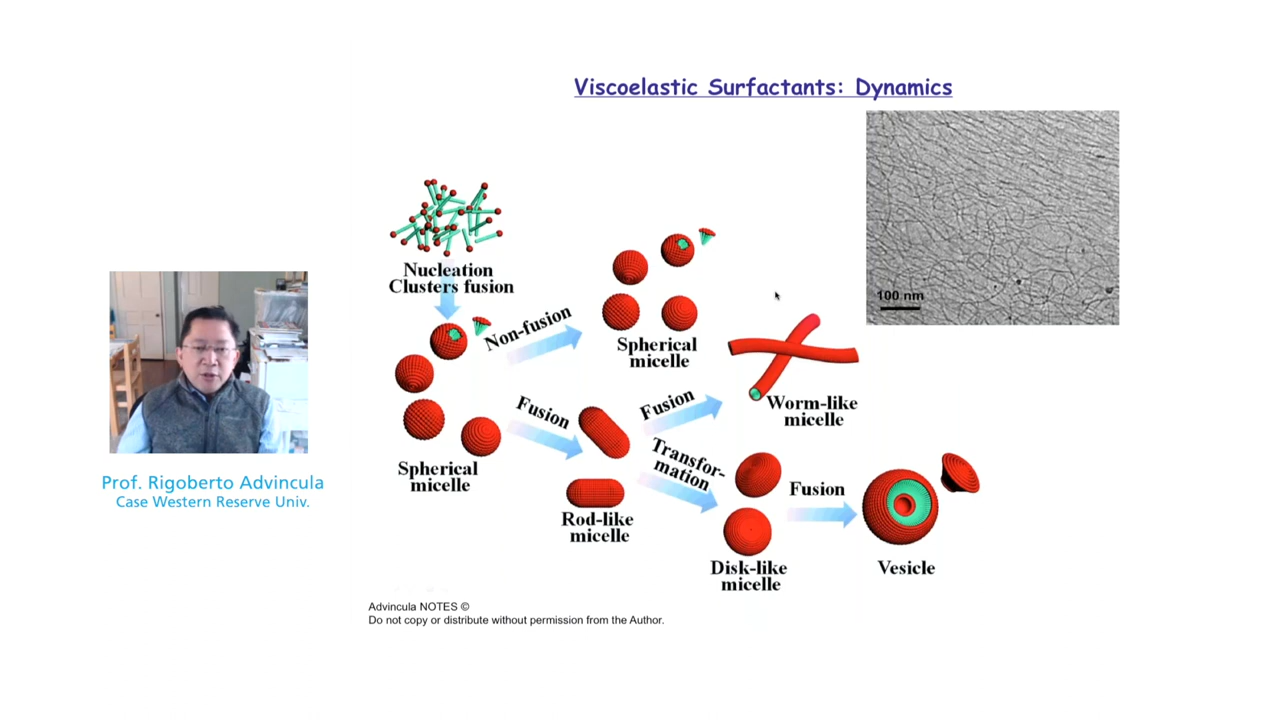 Viscoelastic Surfactants: Dynamics
100 nm
Nucleation
Clusters fusion
Non-fusion
Spherical
micelle
Fusion
Fusion
Worm-like
micelle
Transfor-
mation
Spherical
micelle
Rod-like
micelle
Fusion
Disk-like
micelle
Vesicle
Prof. Rigoberto Advincula
Case Western Reserve Univ.
Advincula NOTES ©
Do not copy or distribute without permission from the Author.